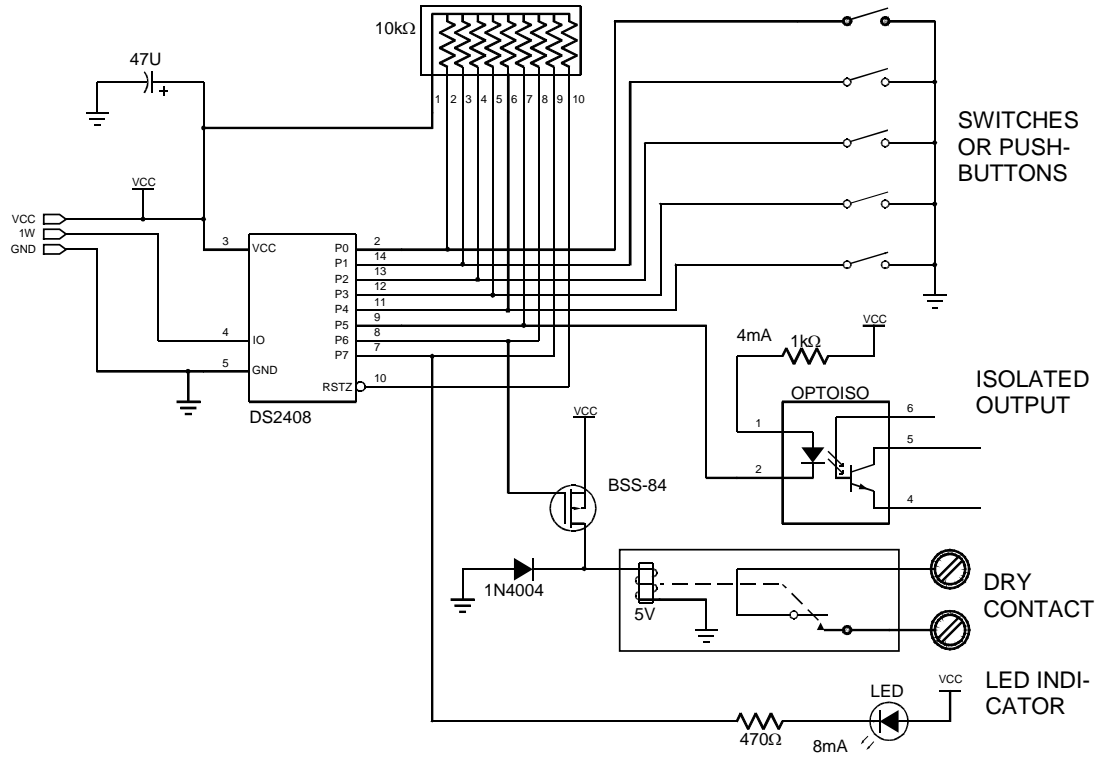 10kΩ
47U
+
1 2 3 4 5 6 7 8 9 10
SWITCHES
OR PUSH-
BUTTONS
VCC
VCC
1W
GND
3 VCC
4 IO
5 GND
P0 2
P1 14
P2 13
P3 12
P4 11
P5 9
P6 8
P7 7
RSTZ 10
DS2408
VCC
4mA 1kΩ
OPTOISO
1
2
6
5
4
ISOLATED
OUTPUT
VCC
BSS-84
1N4004
5V
DRY
CONTACT
LED
VCC
LED INDI-
CATOR
470Ω
8mA